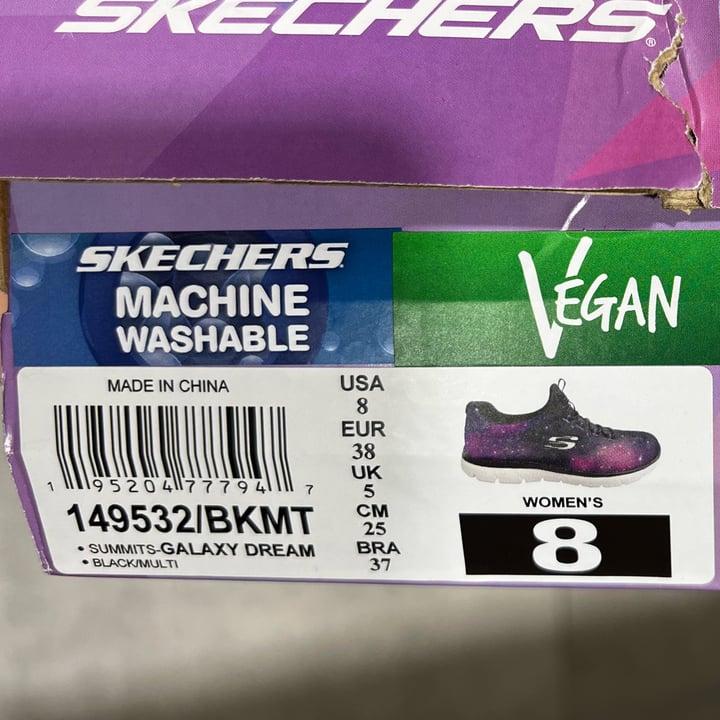 SKECHERS®
SKECHERS.
MACHINE
WASHABLE
VEGAN
MADE IN CHINA
1 95204 77794 7
149532/BKMT
• SUMMITS-GALAXY DREAM
• BLACK/MULTI
USA
8
EUR
38
UK
5
CM
25
BRA
37
S
WOMEN'S
8